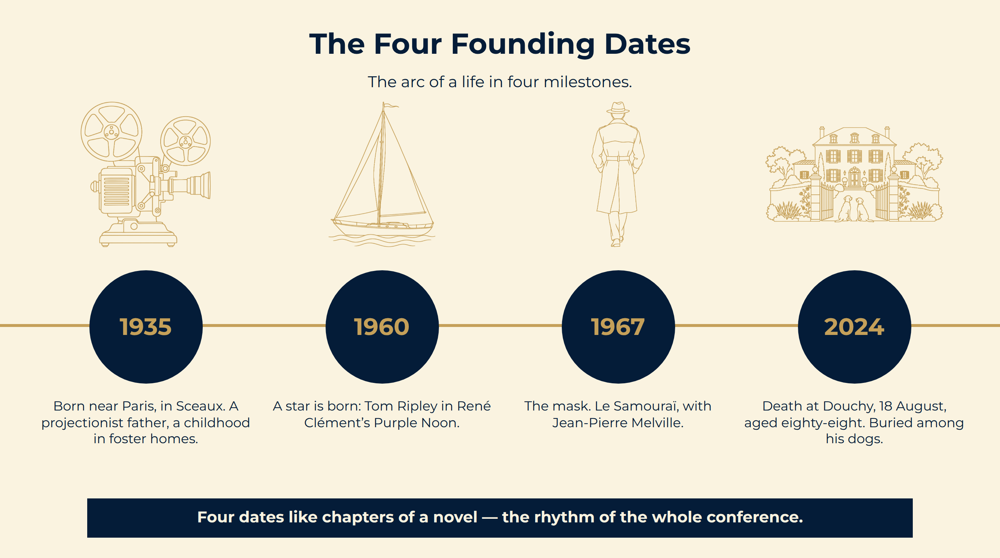 The Four Founding Dates
The arc of a life in four milestones.
1935
1960
1967
2024
Born near Paris, in Sceaux. A
projectionist father, a childhood
in foster homes.
A star is born: Tom Ripley in René
Clément’s Purple Noon.
The mask. Le Samouraï, with
Jean-Pierre Melville.
Death at Douchy, 18 August,
aged eighty-eight. Buried among
his dogs.
Four dates like chapters of a novel — the rhythm of the whole conference.